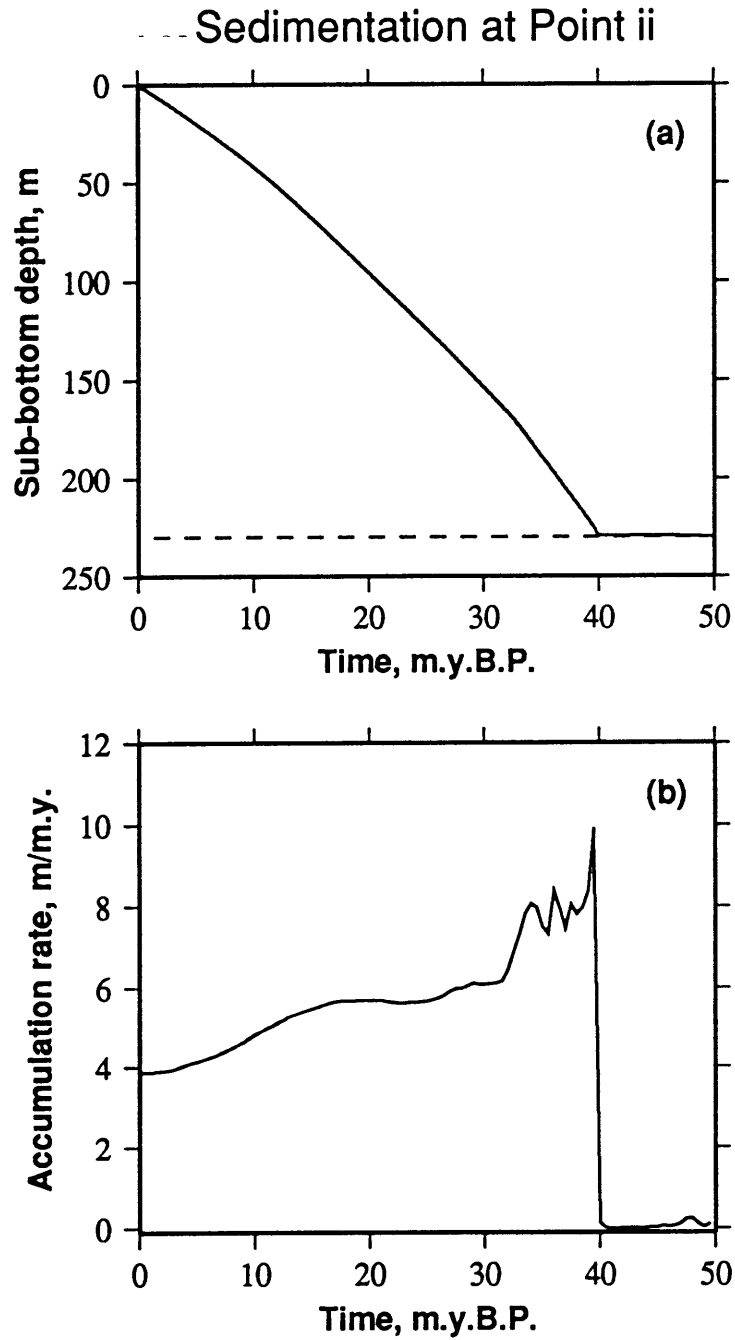 Sedimentation at Point ii
(a)
Sub-bottom depth, m
0
50
100
150
200
250
0 10 20 30 40 50
Time, m.y.B.P.
(b)
Accumulation rate, m/m.y.
12
10
8
6
4
2
0
0 10 20 30 40 50
Time, m.y.B.P.